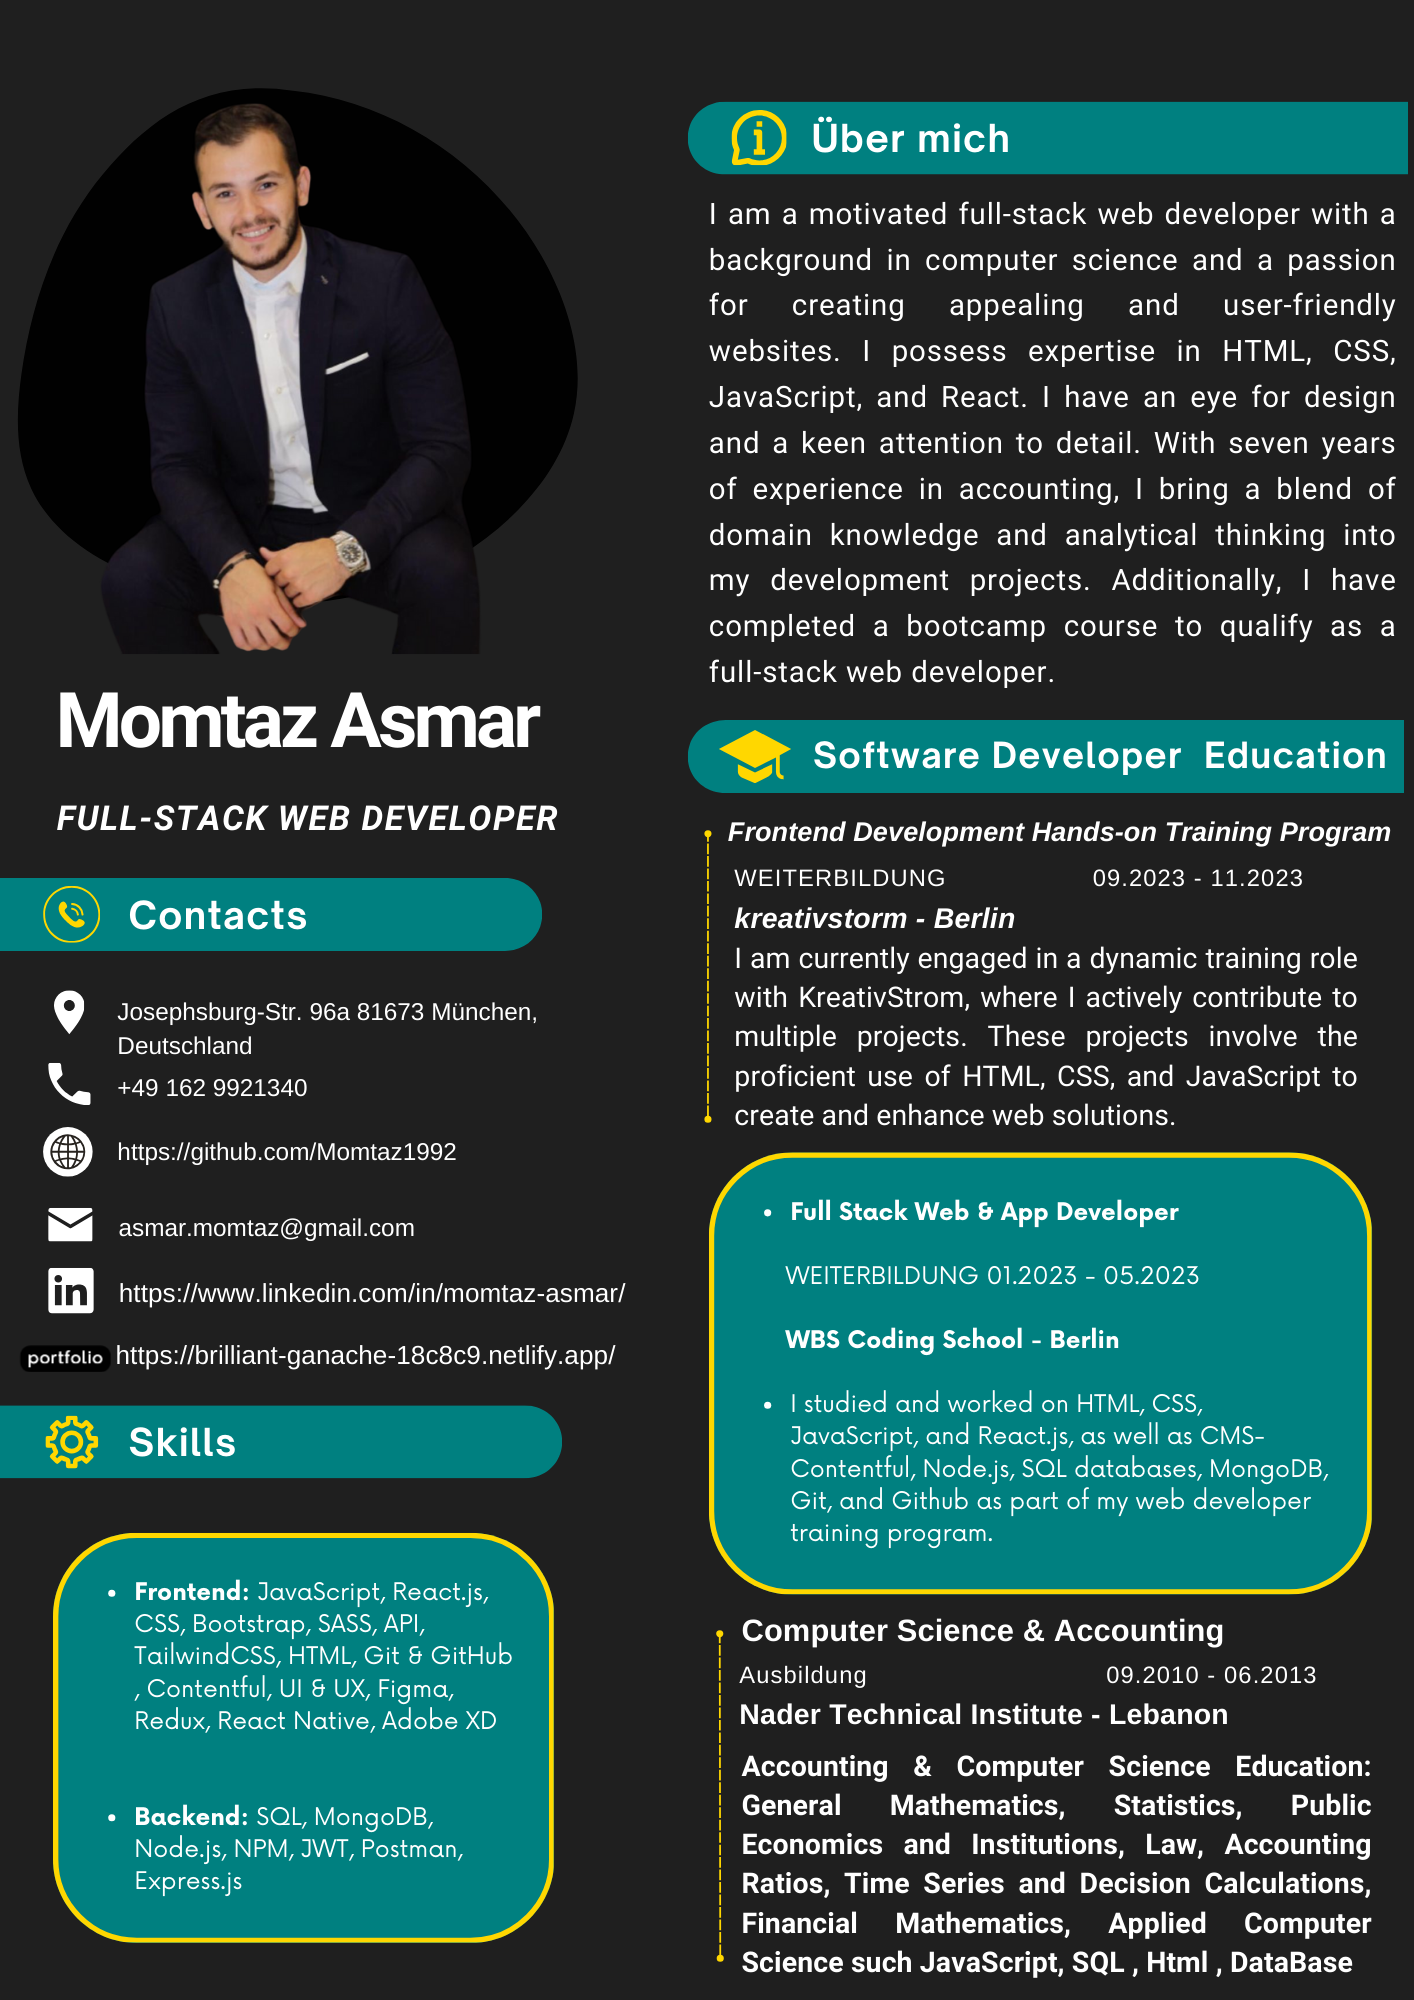 Momtaz Asmar
FULL-STACK WEB DEVELOPER
Contacts
Josephsburg-Str. 96a 81673 München,
Deutschland
+49 162 9921340
https://github.com/Momtaz1992
asmar.momtaz@gmail.com
in https://www.linkedin.com/in/momtaz-asmar/
portfolio https://brilliant-ganache-18c8c9.netlify.app/
Skills
• Frontend: JavaScript, React.js,
CSS, Bootstrap, SASS, API,
TailwindCSS, HTML, Git & GitHub
, Contentful, UI & UX, Figma,
Redux, React Native, Adobe XD
• Backend: SQL, MongoDB,
Node.js, NPM, JWT, Postman,
Express.js
Über mich
I am a motivated full-stack web developer with a
background in computer science and a passion
for creating appealing and user-friendly
websites. I possess expertise in HTML, CSS,
JavaScript, and React. I have an eye for design
and a keen attention to detail. With seven years
of experience in accounting, I bring a blend of
domain knowledge and analytical thinking into
my development projects. Additionally, I have
completed a bootcamp course to qualify as a
full-stack web developer.
Software Developer Education
Frontend Development Hands-on Training Program
WEITERBILDUNG 09.2023 - 11.2023
kreativstorm - Berlin
I am currently engaged in a dynamic training role
with KreativStrom, where I actively contribute to
multiple projects. These projects involve the
proficient use of HTML, CSS, and JavaScript to
create and enhance web solutions.
• Full Stack Web & App Developer
WEITERBILDUNG 01.2023 - 05.2023
WBS Coding School - Berlin
• I studied and worked on HTML, CSS,
JavaScript, and React.js, as well as CMS-
Contentful, Node.js, SQL databases, MongoDB,
Git, and Github as part of my web developer
training program.
Computer Science & Accounting
Ausbildung 09.2010 - 06.2013
Nader Technical Institute - Lebanon
Accounting & Computer Science Education:
General Mathematics, Statistics, Public
Economics and Institutions, Law, Accounting
Ratios, Time Series and Decision Calculations,
Financial Mathematics, Applied Computer
Science such JavaScript, SQL , Html , DataBase